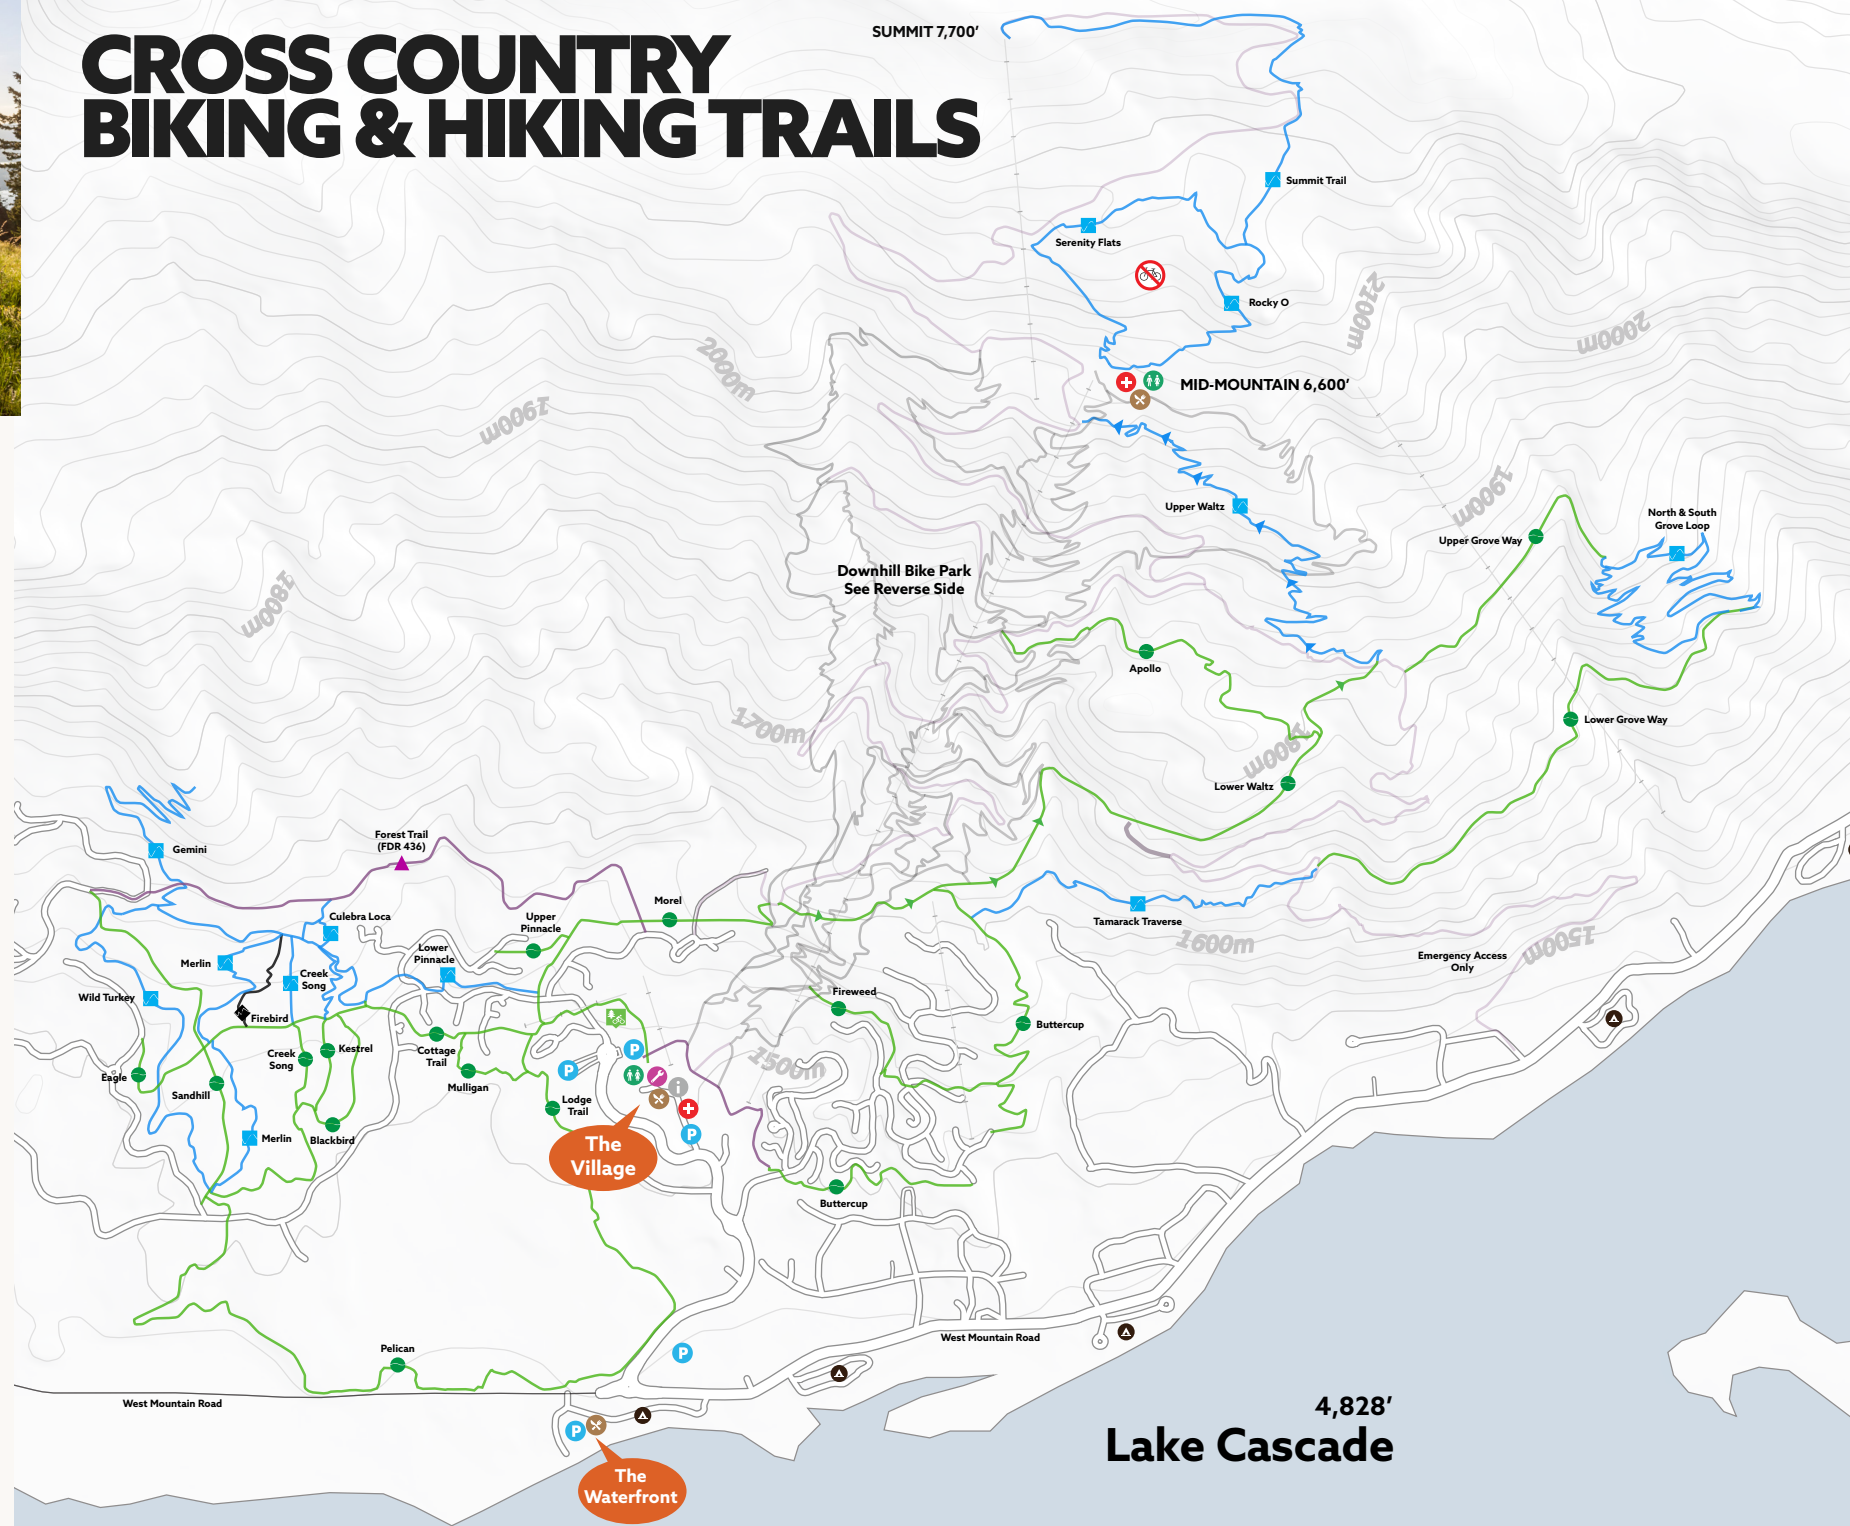 CROSS COUNTRY
BIKING & HIKING TRAILS
SUMMIT 7,700’
Summit Trail
Serenity Flats
Rocky O
2100m
2000m
2000m
MID-MOUNTAIN 6,600’
1900m
1900m
Upper Waltz
North & South
Grove Loop
Upper Grove Way
Downhill Bike Park
See Reverse Side
1800m
Apollo
1700m
Lower Grove Way
1800m
Lower Waltz
Forest Trail
(FDR 436)
Gemini
Morel
Culebra Loca
Upper
Pinnacle
Tamarack Traverse
1600m
1500m
Emergency Access
Only
Lower
Pinnacle
Merlin
Creek
Song
Wild Turkey
Fireweed
Firebird
Buttercup
Cottage
Trail
Kestrel
Creek
Song
1500m
Eagle
Mulligan
Sandhill
Lodge
Trail
P
P
i
P
Merlin
Blackbird
The
Village
Buttercup
West Mountain Road
Pelican
P
West Mountain Road
P
4,828’
Lake Cascade
The
Waterfront